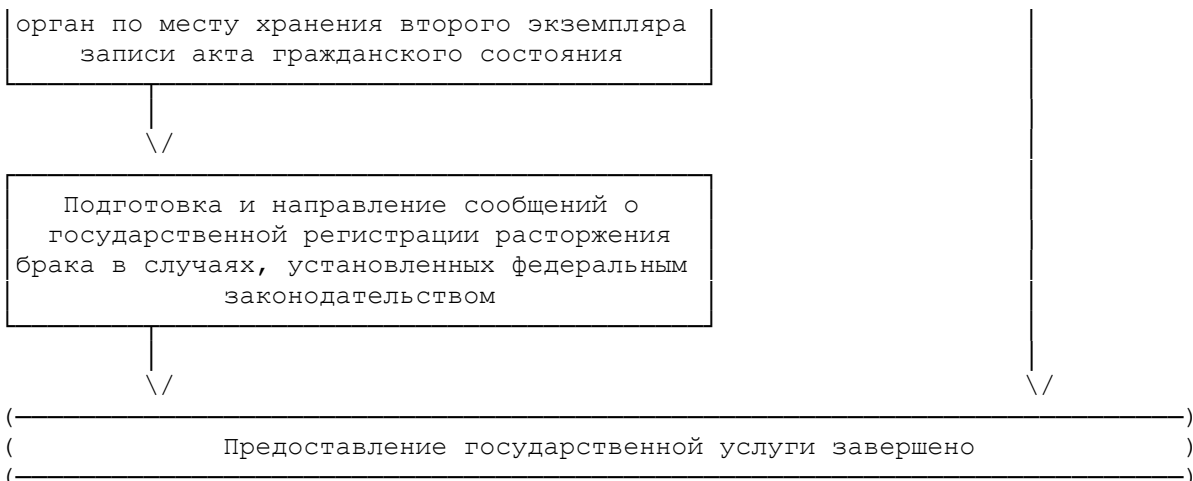 орган по месту хранения второго экземпляра
записи акта гражданского состояния
Подготовка и направление сообщений о
государственной регистрации расторжения
брака в случаях, установленных федеральным
законодательством
Предоставление государственной услуги завершено